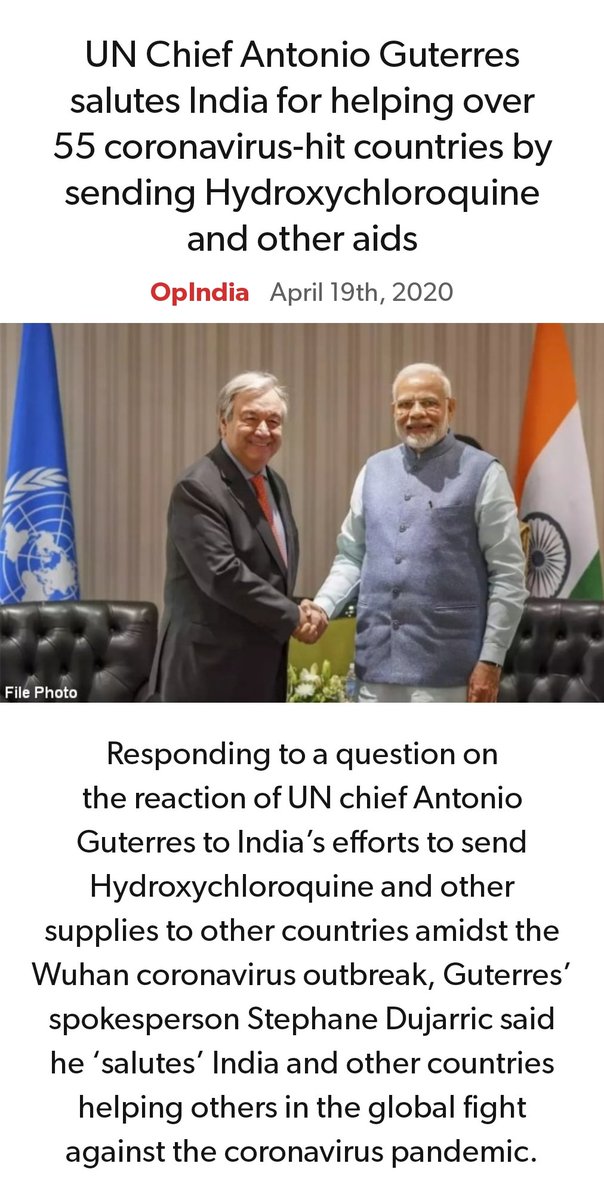 UN Chief Antonio Guterres
salutes India for helping over
55 coronavirus-hit countries by
sending Hydroxychloroquine
and other aids
OpIndia April 19th, 2020
File Photo
Responding to a question on
the reaction of UN chief Antonio
Guterres to India’s efforts to send
Hydroxychloroquine and other
supplies to other countries amidst the
Wuhan coronavirus outbreak, Guterres’
spokesperson Stephane Dujarric said
he ‘salutes’ India and other countries
helping others in the global fight
against the coronavirus pandemic.